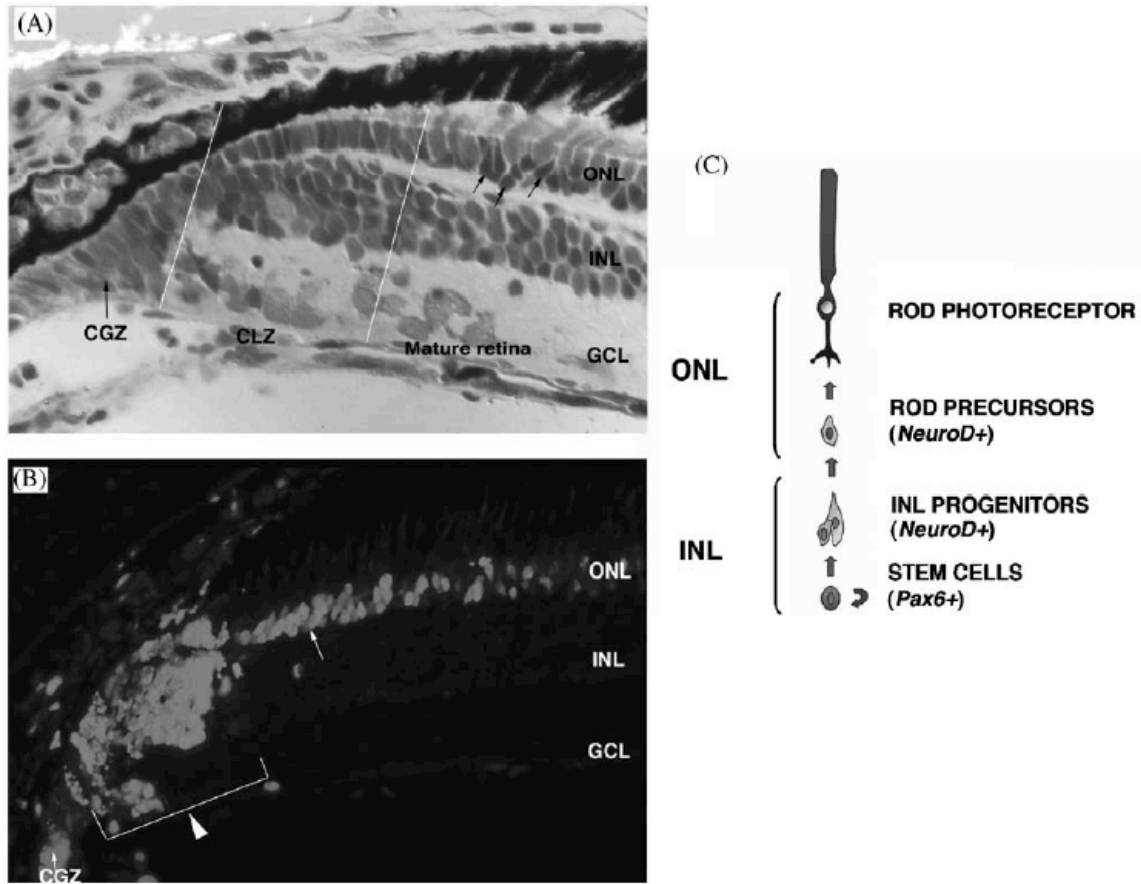 (A)
ONL
INL
CGZ
CLZ
Mature retina
GCL
(B)
ONL
INL
GCL
CGZ
(C)
ONL
ROD PHOTORECEPTOR
ROD PRECURSORS
(NeuroD+)
INL
INL PROGENITORS
(NeuroD+)
STEM CELLS
(Pax6+)